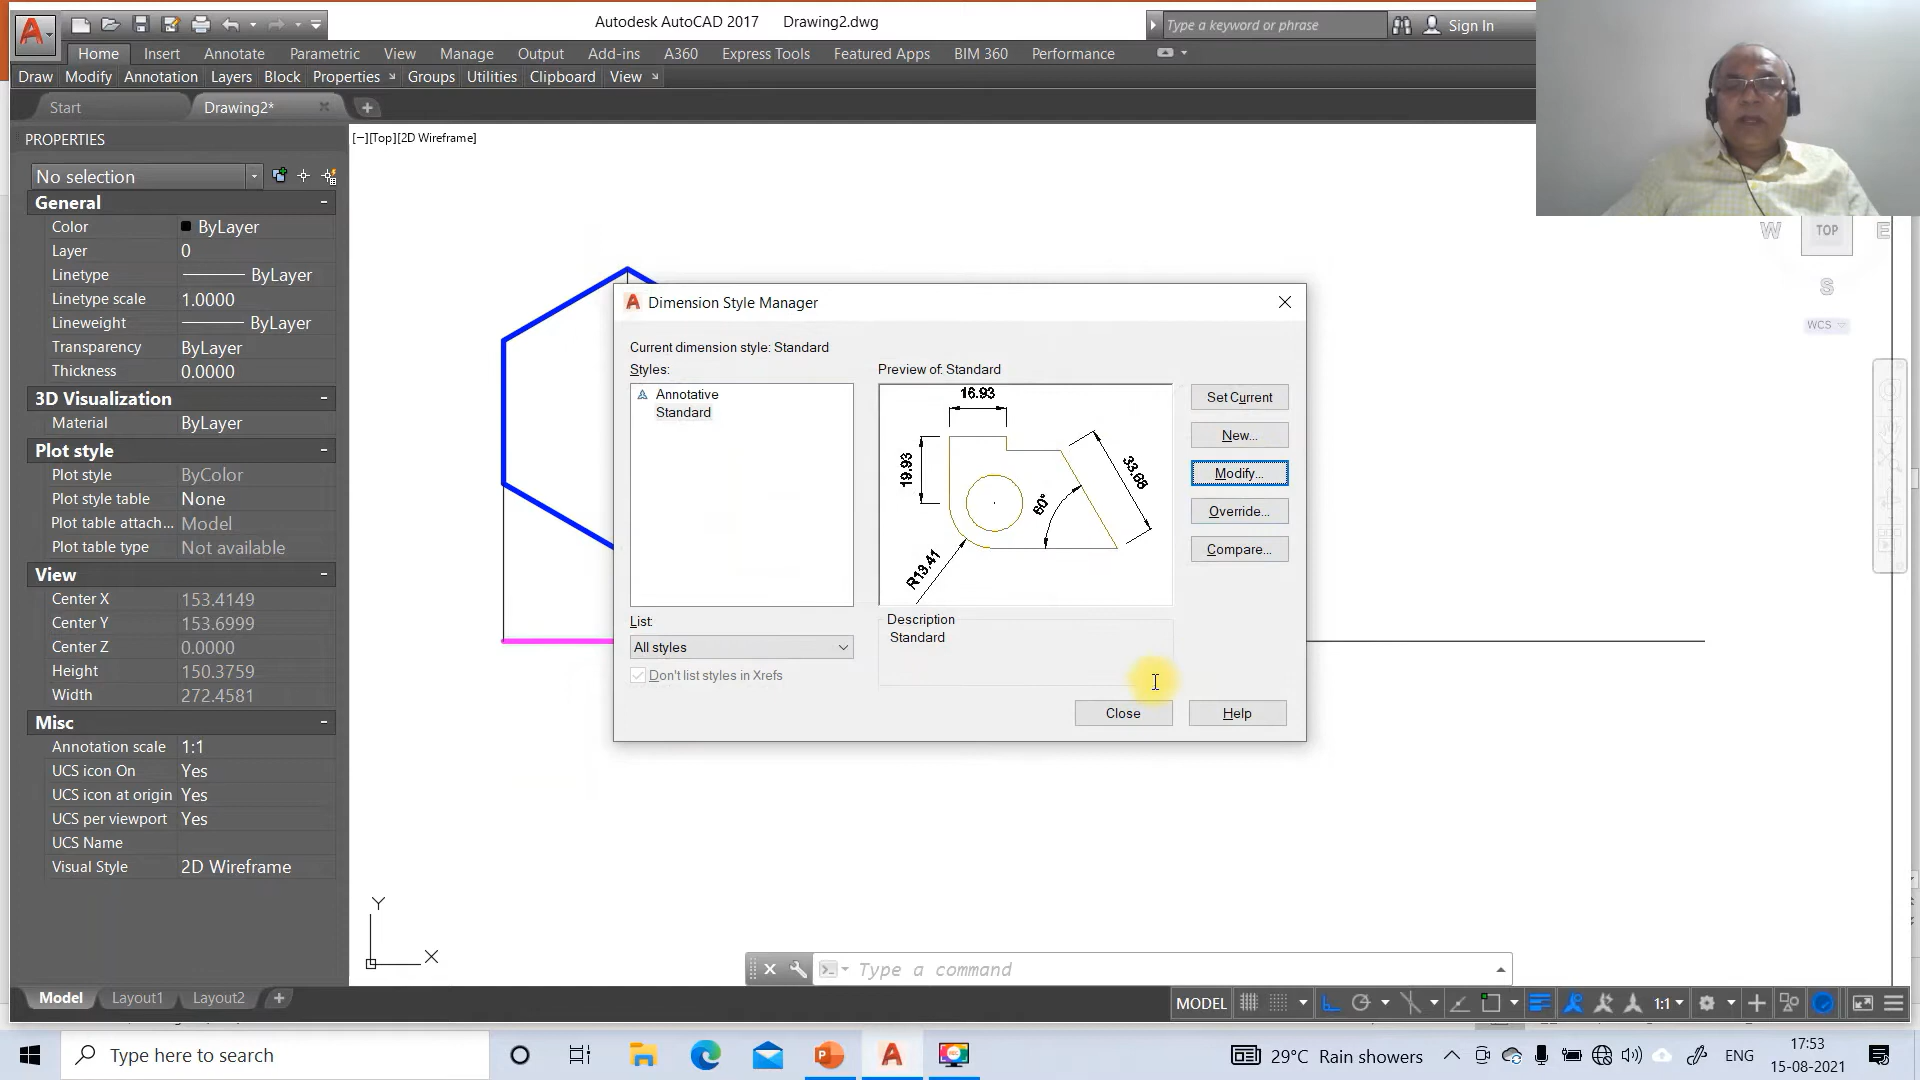 Autodesk AutoCAD 2017 Drawing2.dwg
Type a keyword or phrase
Sign In
Home Insert Annotate Parametric View Manage Output Add-ins A360 Express Tools Featured Apps BIM 360 Performance
Draw Modify Annotation Layers Block Properties Groups Utilities Clipboard View
Start Drawing2*
PROPERTIES
No selection
General
Color ByLayer
Layer 0
Linetype ByLayer
Linetype scale 1.0000
Lineweight ByLayer
Transparency ByLayer
Thickness 0.0000
3D Visualization
Material ByLayer
Plot style
Plot style ByColor
Plot style table None
Plot table attach... Model
Plot table type Not available
View
Center X 153.4149
Center Y 153.6999
Center Z 0.0000
Height 150.3759
Width 272.4581
Misc
Annotation scale 1:1
UCS icon On Yes
UCS icon at origin Yes
UCS per viewport Yes
UCS Name
Visual Style 2D Wireframe
[−][Top][2D Wireframe]
W TOP E
S
WCS
Dimension Style Manager
Current dimension style: Standard
Styles:
Annotative
Standard
List:
All styles
Don't list styles in Xrefs
Preview of: Standard
16.93
19.93
33.68
60°
R13.41
Description
Standard
Set Current
New...
Modify...
Override...
Compare...
Close Help
Y
X
Type a command
Model Layout1 Layout2
MODEL 1:1
Type here to search
29°C Rain showers
ENG
17:53
15-08-2021